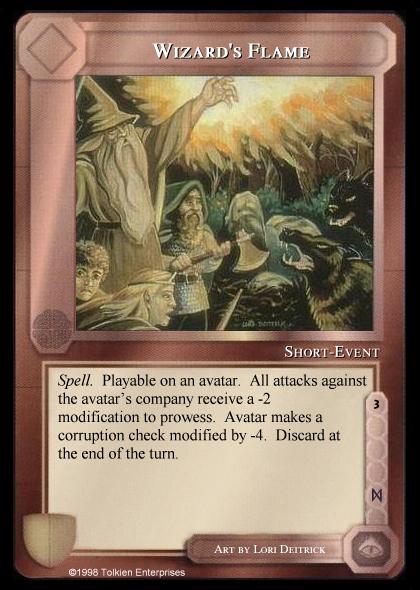 WIZARD'S FLAME
LORI DEITRICK
SHORT-EVENT
Spell. Playable on an avatar. All attacks against
the avatar's company receive a -2
modification to prowess. Avatar makes a
corruption check modified by -4. Discard at
the end of the turn.
3
ᛞ
ART BY LORI DEITRICK
©1998 Tolkien Enterprises